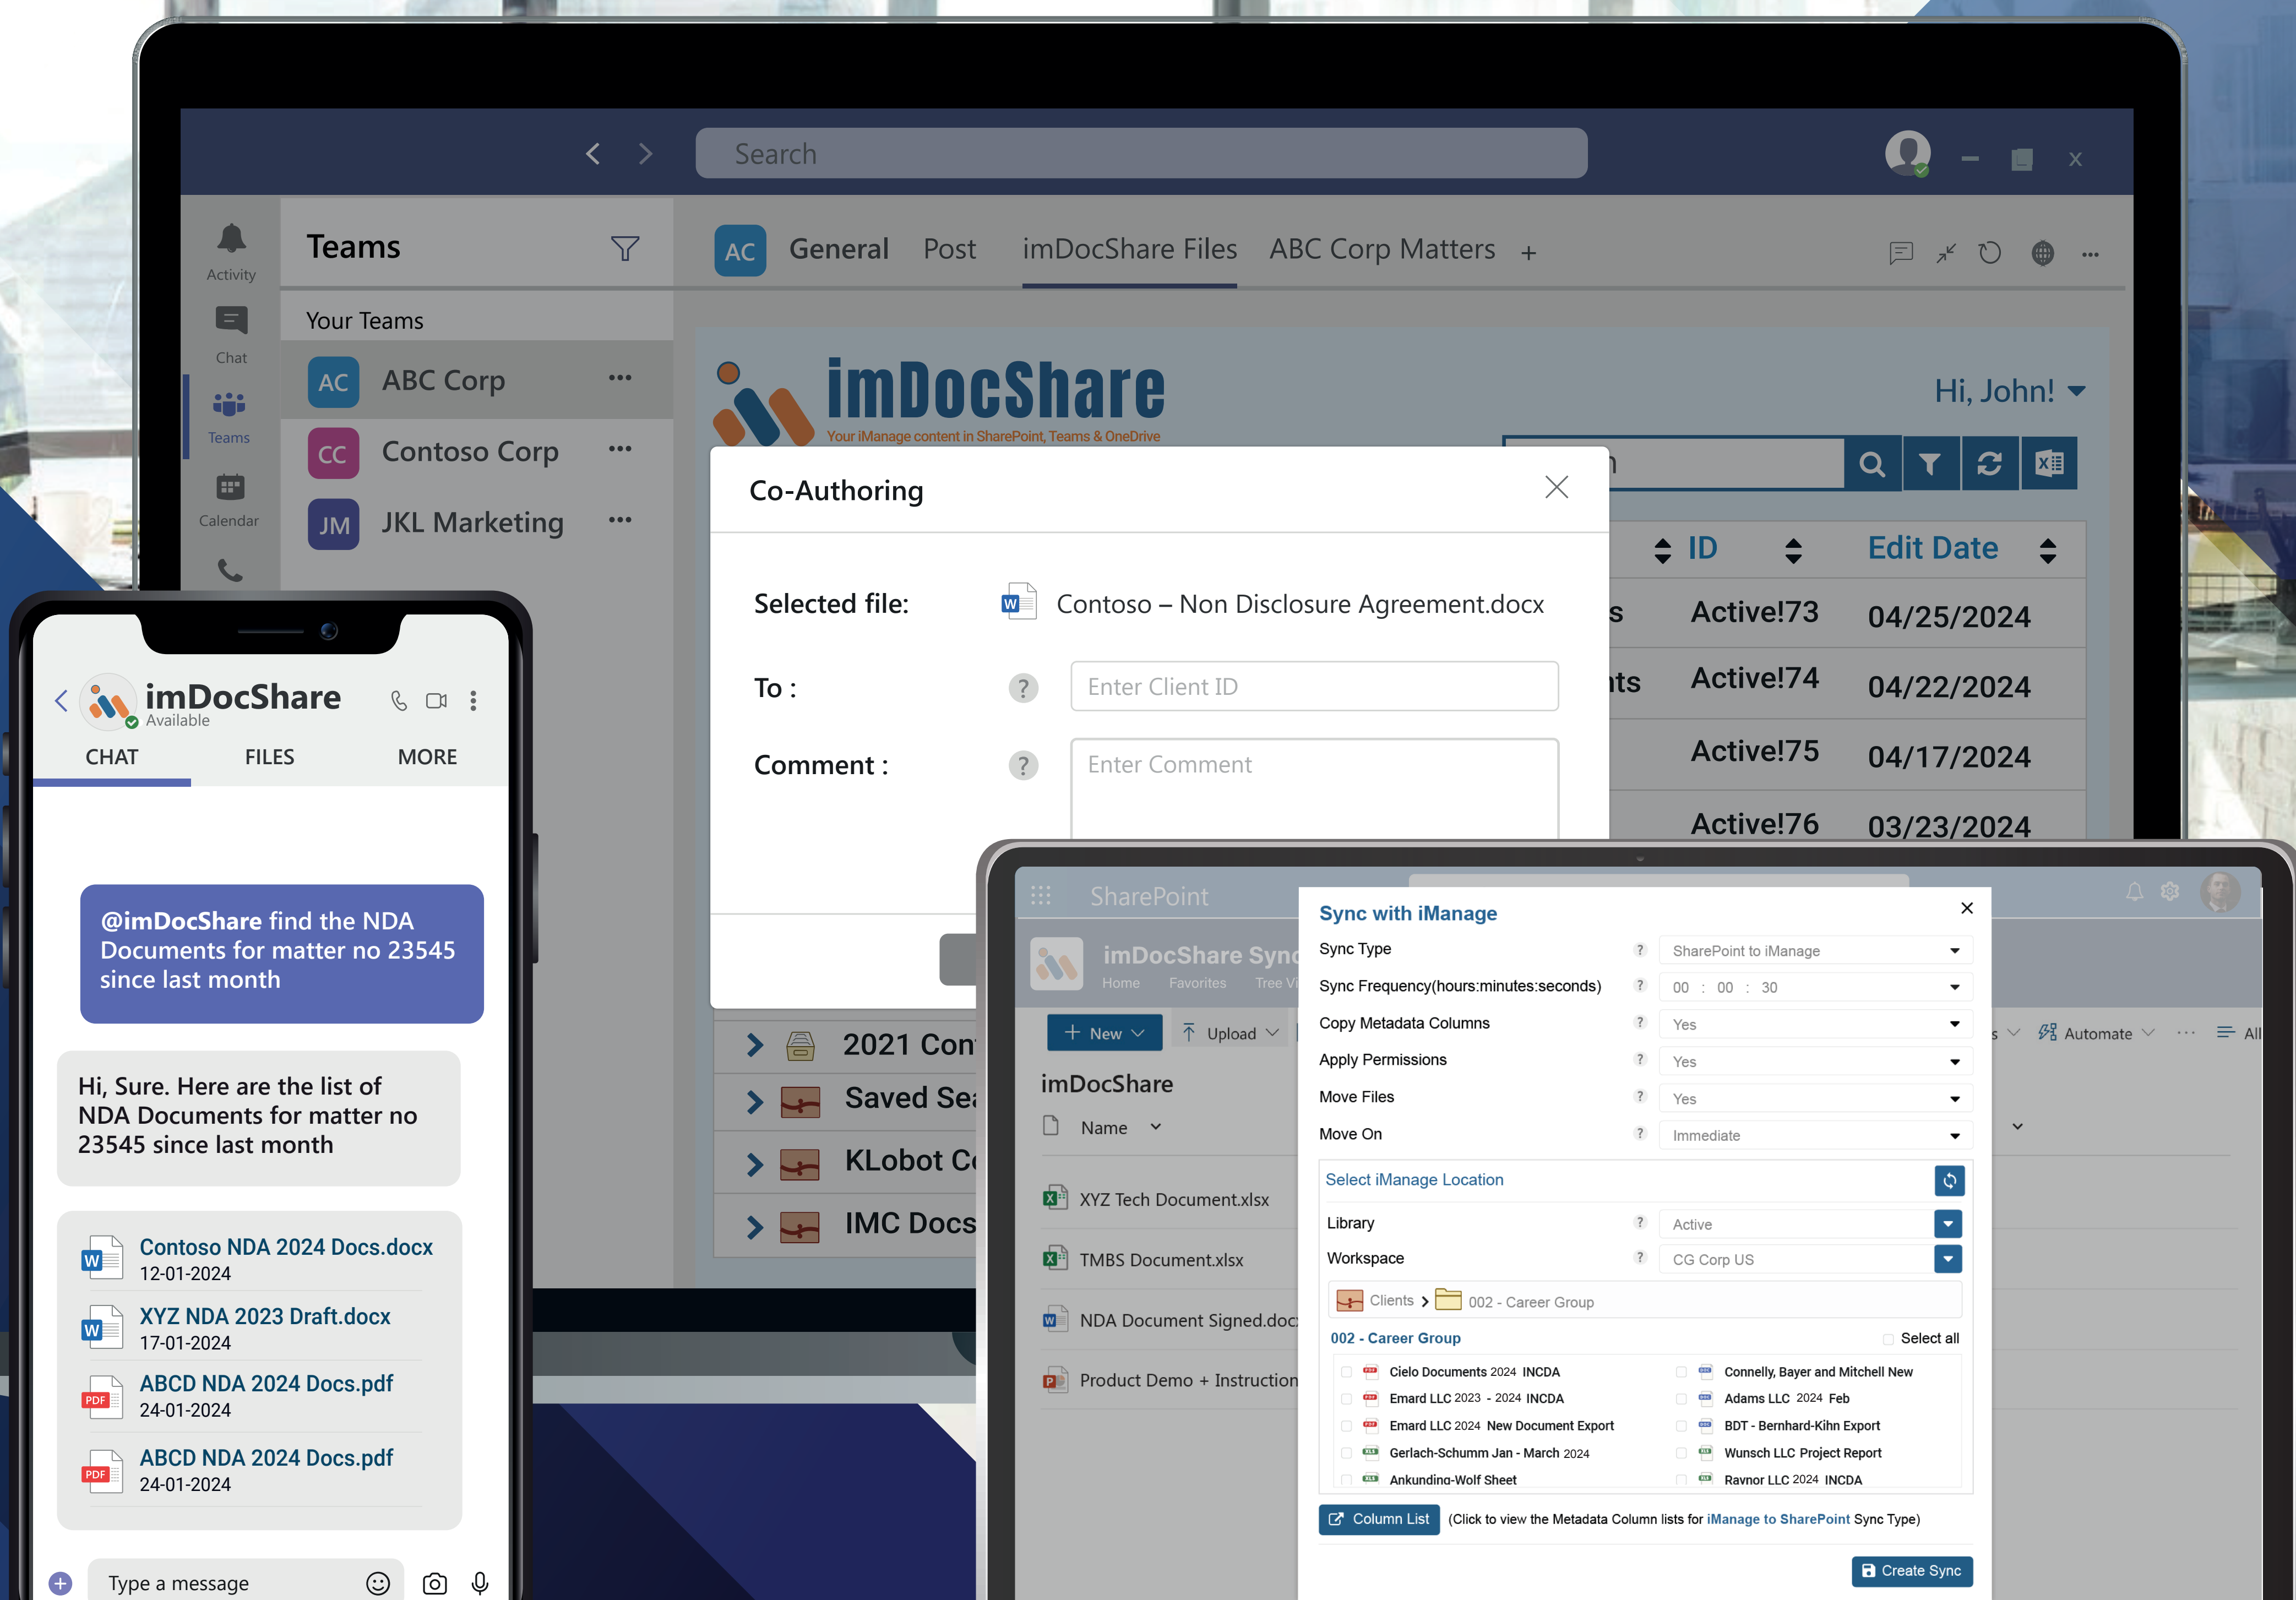 Search
x
Activity
Chat
Teams
Calendar
Teams
Your Teams
AC ABC Corp
CC Contoso Corp
JM JKL Marketing
AC General Post imDocShare Files ABC Corp Matters +
imDocShare
Your iManage content in SharePoint, Teams & OneDrive
Hi, John!
ID Edit Date
Active!73 04/25/2024
Active!74 04/22/2024
Active!75 04/17/2024
Active!76 03/23/2024
Co-Authoring
Selected file: Contoso – Non Disclosure Agreement.docx
To : ? Enter Client ID
Comment : ? Enter Comment
2021
Saved
KLobot
IMC Docs
imDocShare
Available
CHAT FILES MORE
@imDocShare find the NDA
Documents for matter no 23545
since last month
Hi, Sure. Here are the list of
NDA Documents for matter no
23545 since last month
Contoso NDA 2024 Docs.docx
12-01-2024
XYZ NDA 2023 Draft.docx
17-01-2024
PDF ABCD NDA 2024 Docs.pdf
24-01-2024
PDF ABCD NDA 2024 Docs.pdf
24-01-2024
Type a message
SharePoint
imDocShare Sync
Home Favorites Tree
+ New Upload
Automate ··· All
imDocShare
Name
XYZ Tech Document.xlsx
TMBS Document.xlsx
NDA Document Signed.doc
Product Demo + Instruction
Sync with iManage
Sync Type ? SharePoint to iManage
Sync Frequency(hours:minutes:seconds) ? 00 : 00 : 30
Copy Metadata Columns ? Yes
Apply Permissions ? Yes
Move Files ? Yes
Move On ? Immediate
Select iManage Location
Library ? Active
Workspace ? CG Corp US
Clients > 002 - Career Group
002 - Career Group Select all
Cielo Documents 2024 INCDA
Emard LLC 2023 - 2024 INCDA
Emard LLC 2024 New Document Export
Gerlach-Schumm Jan - March 2024
Ankunding-Wolf Sheet
Connelly, Bayer and Mitchell New
Adams LLC 2024 Feb
BDT - Bernhard-Kihn Export
Wunsch LLC Project Report
Raynor LLC 2024 INCDA
Column List (Click to view the Metadata Column lists for iManage to SharePoint Sync Type)
Create Sync